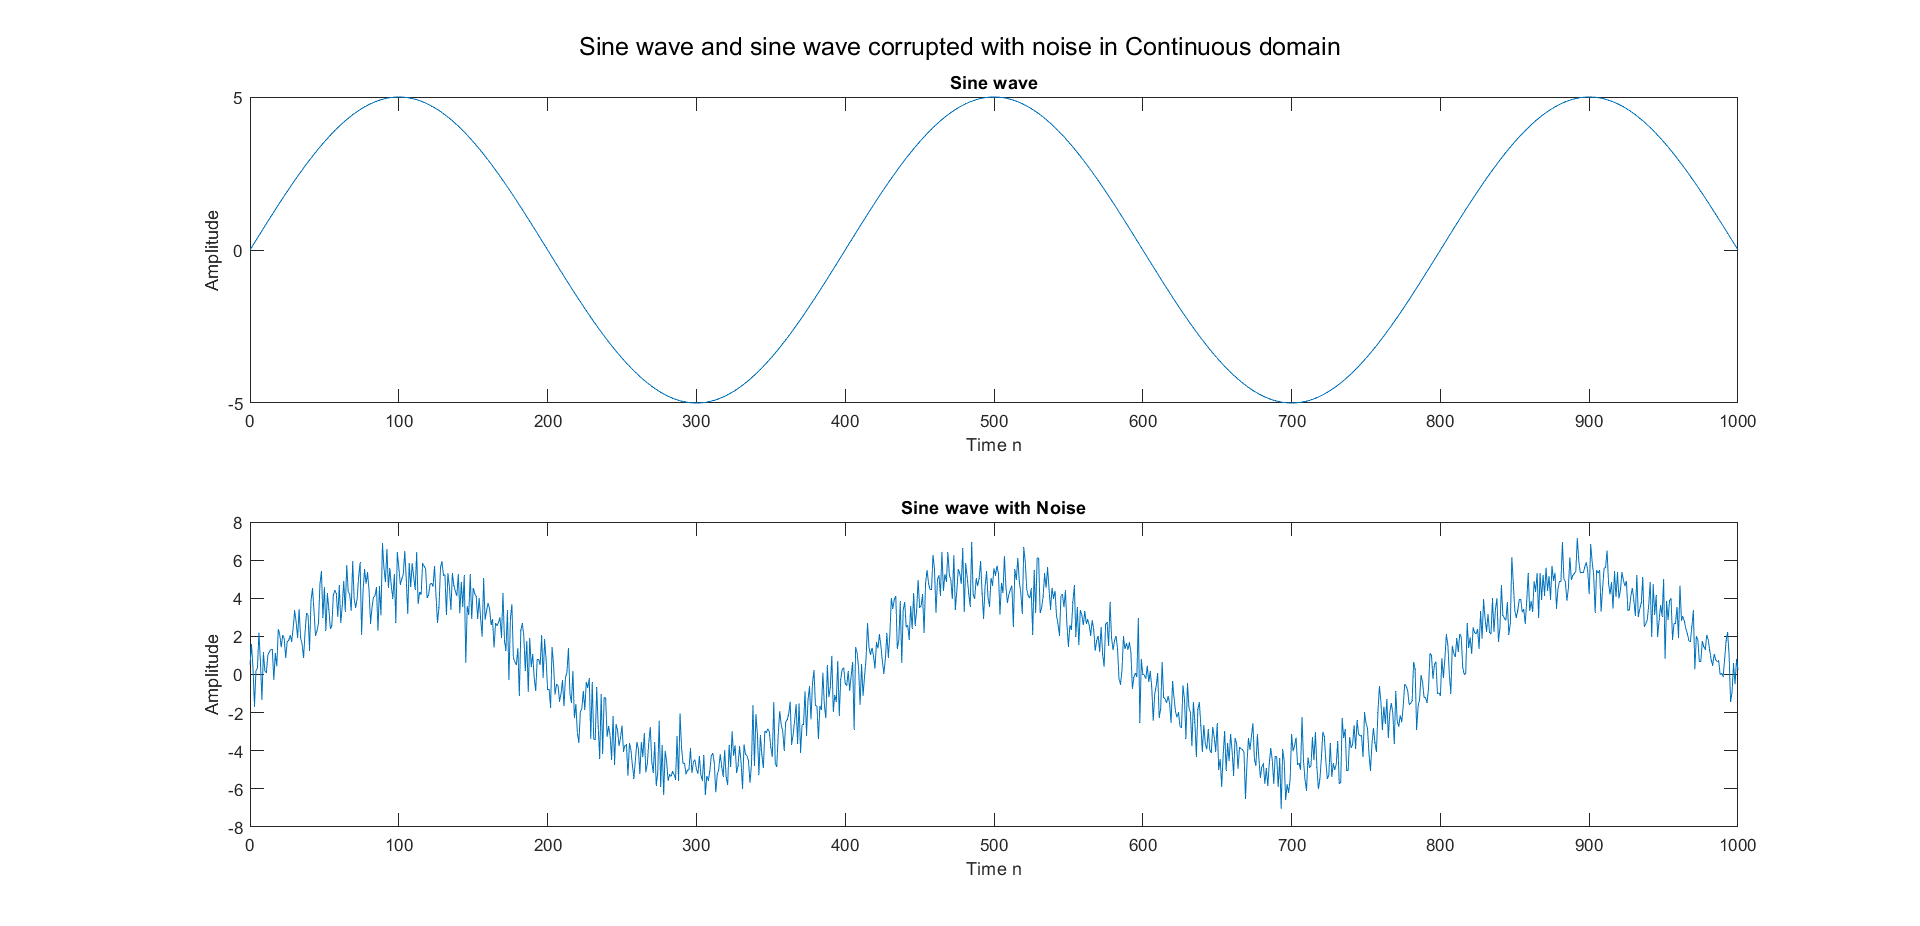 Sine wave and sine wave corrupted with noise in Continuous domain
Sine wave
5
0
-5
Amplitude
0 100 200 300 400 500 600 700 800 900 1000
Time n
Sine wave with Noise
8
6
4
2
0
-2
-4
-6
-8
Amplitude
0 100 200 300 400 500 600 700 800 900 1000
Time n